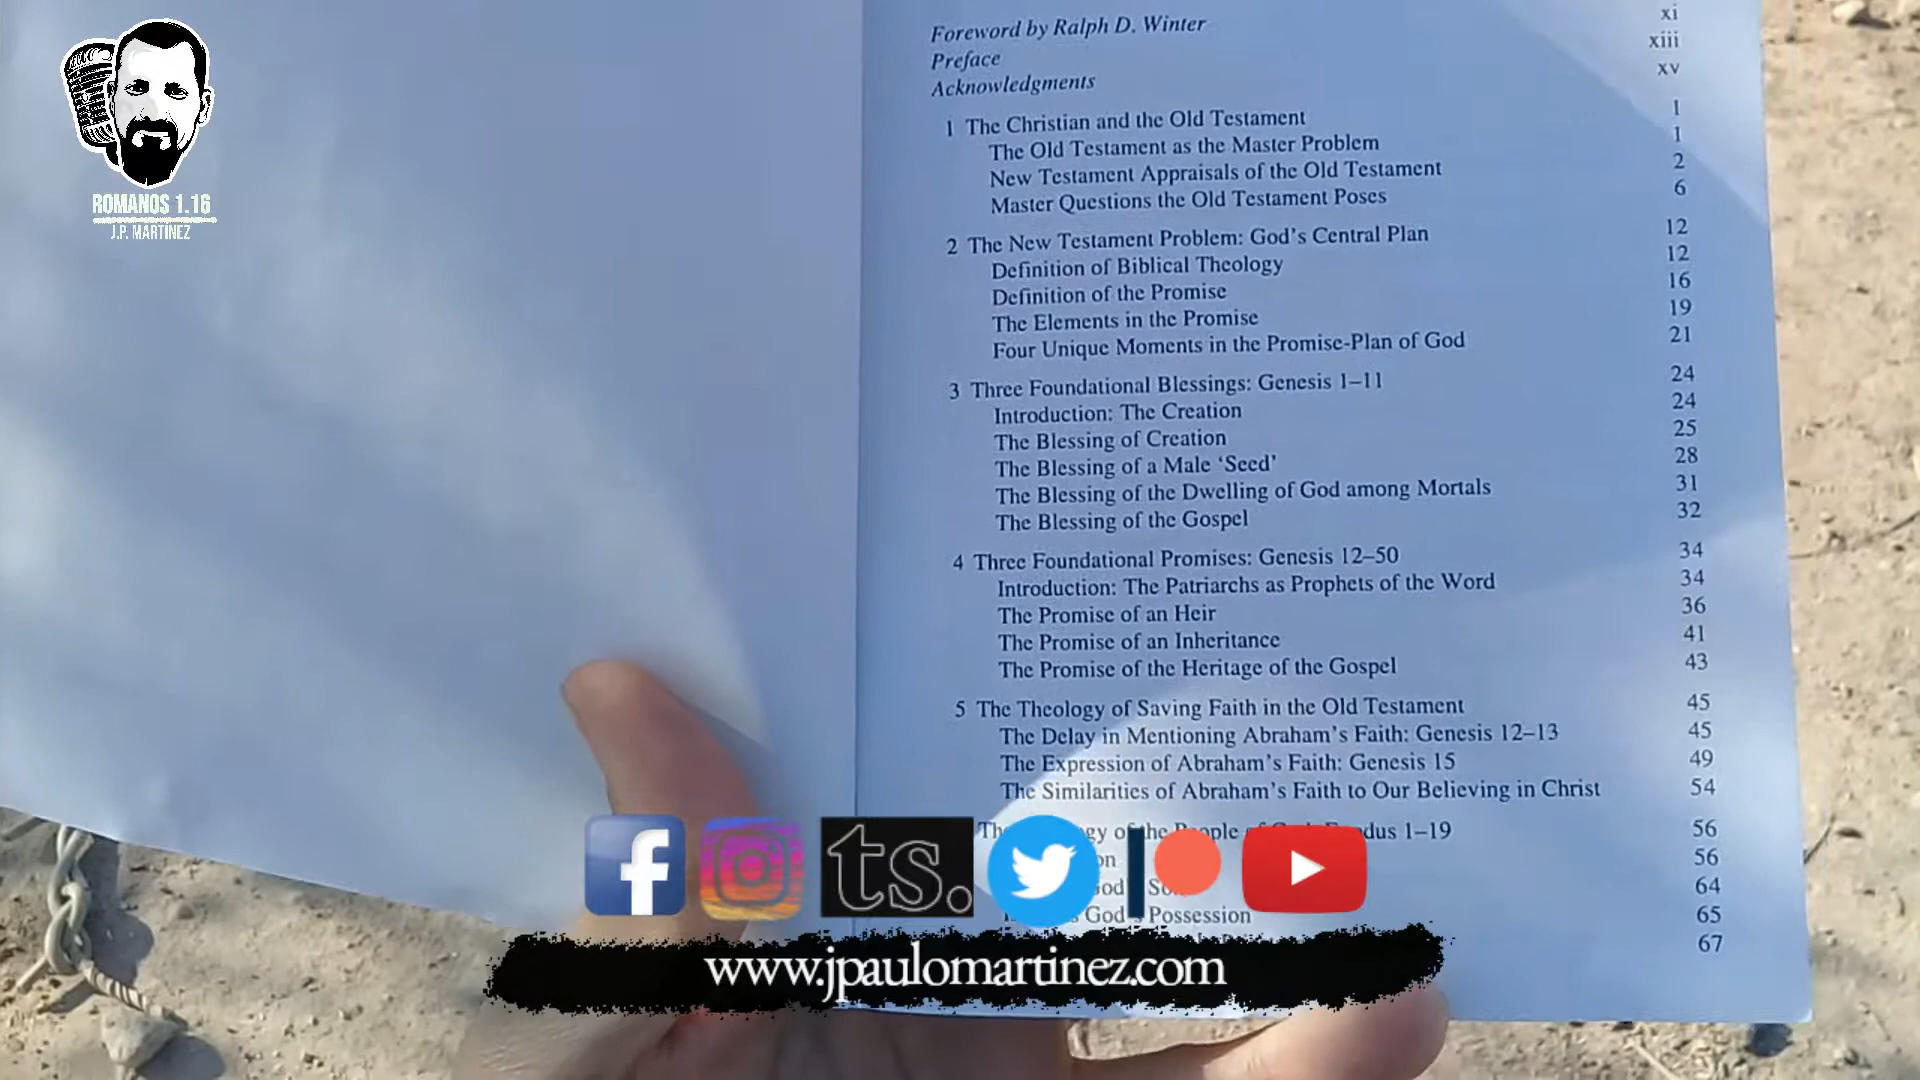 ROMANOS 1.16
J.P. MARTÍNEZ
Foreword by Ralph D. Winter xi
Preface xiii
Acknowledgments xv
1 The Christian and the Old Testament 1
The Old Testament as the Master Problem 1
New Testament Appraisals of the Old Testament 2
Master Questions the Old Testament Poses 6
2 The New Testament Problem: God's Central Plan 12
Definition of Biblical Theology 12
Definition of the Promise 16
The Elements in the Promise 19
Four Unique Moments in the Promise-Plan of God 21
3 Three Foundational Blessings: Genesis 1–11 24
Introduction: The Creation 24
The Blessing of Creation 25
The Blessing of a Male 'Seed' 28
The Blessing of the Dwelling of God among Mortals 31
The Blessing of the Gospel 32
4 Three Foundational Promises: Genesis 12–50 34
Introduction: The Patriarchs as Prophets of the Word 34
The Promise of an Heir 36
The Promise of an Inheritance 41
The Promise of the Heritage of the Gospel 43
5 The Theology of Saving Faith in the Old Testament 45
The Delay in Mentioning Abraham's Faith: Genesis 12–13 45
The Expression of Abraham's Faith: Genesis 15 49
The Similarities of Abraham's Faith to Our Believing in Christ 54
of the People 1–19 56
56
64
God's Possession 65
67
f
ts.
www.jpaulomartinez.com